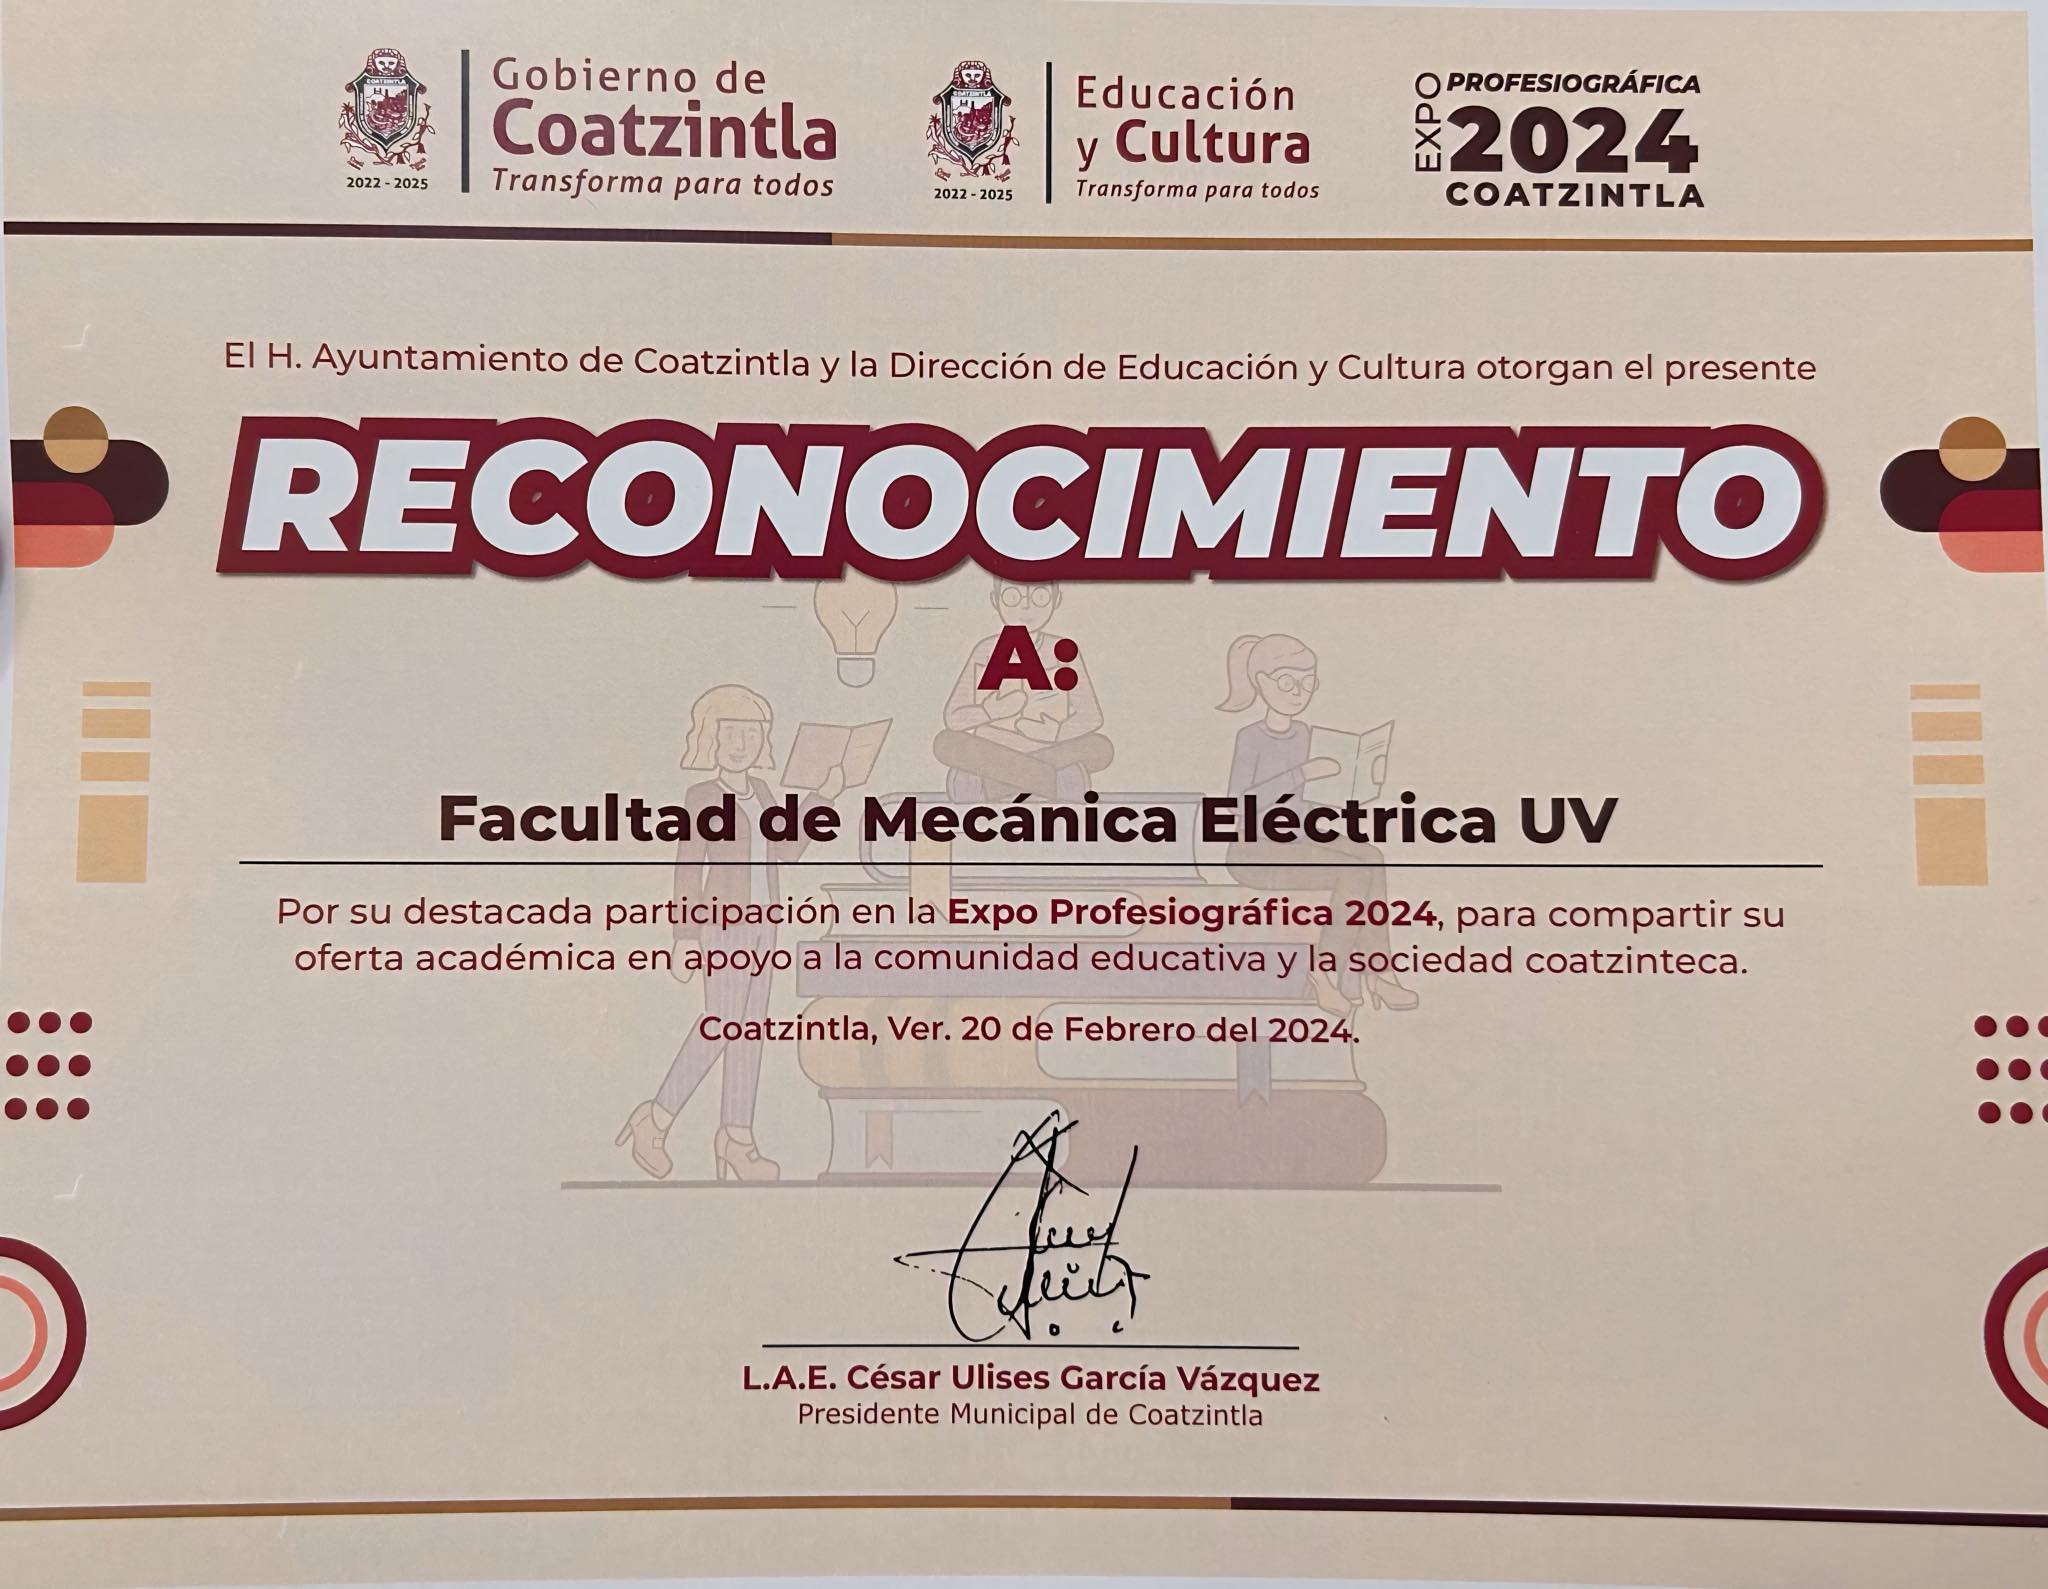 Gobierno de
Coatzintla
Transforma para todos
COATZINTLA
2022 - 2025
Educación
y Cultura
Transforma para todos
COATZINTLA
2022 - 2025
EXPO
PROFESIOGRÁFICA
2024
COATZINTLA
El H. Ayuntamiento de Coatzintla y la Dirección de Educación y Cultura otorgan el presente
RECONOCIMIENTO
A:
Facultad de Mecánica Eléctrica UV
Por su destacada participación en la Expo Profesiográfica 2024, para compartir su
oferta académica en apoyo a la comunidad educativa y la sociedad coatzinteca.
Coatzintla, Ver. 20 de Febrero del 2024.
L.A.E. César Ulises García Vázquez
Presidente Municipal de Coatzintla